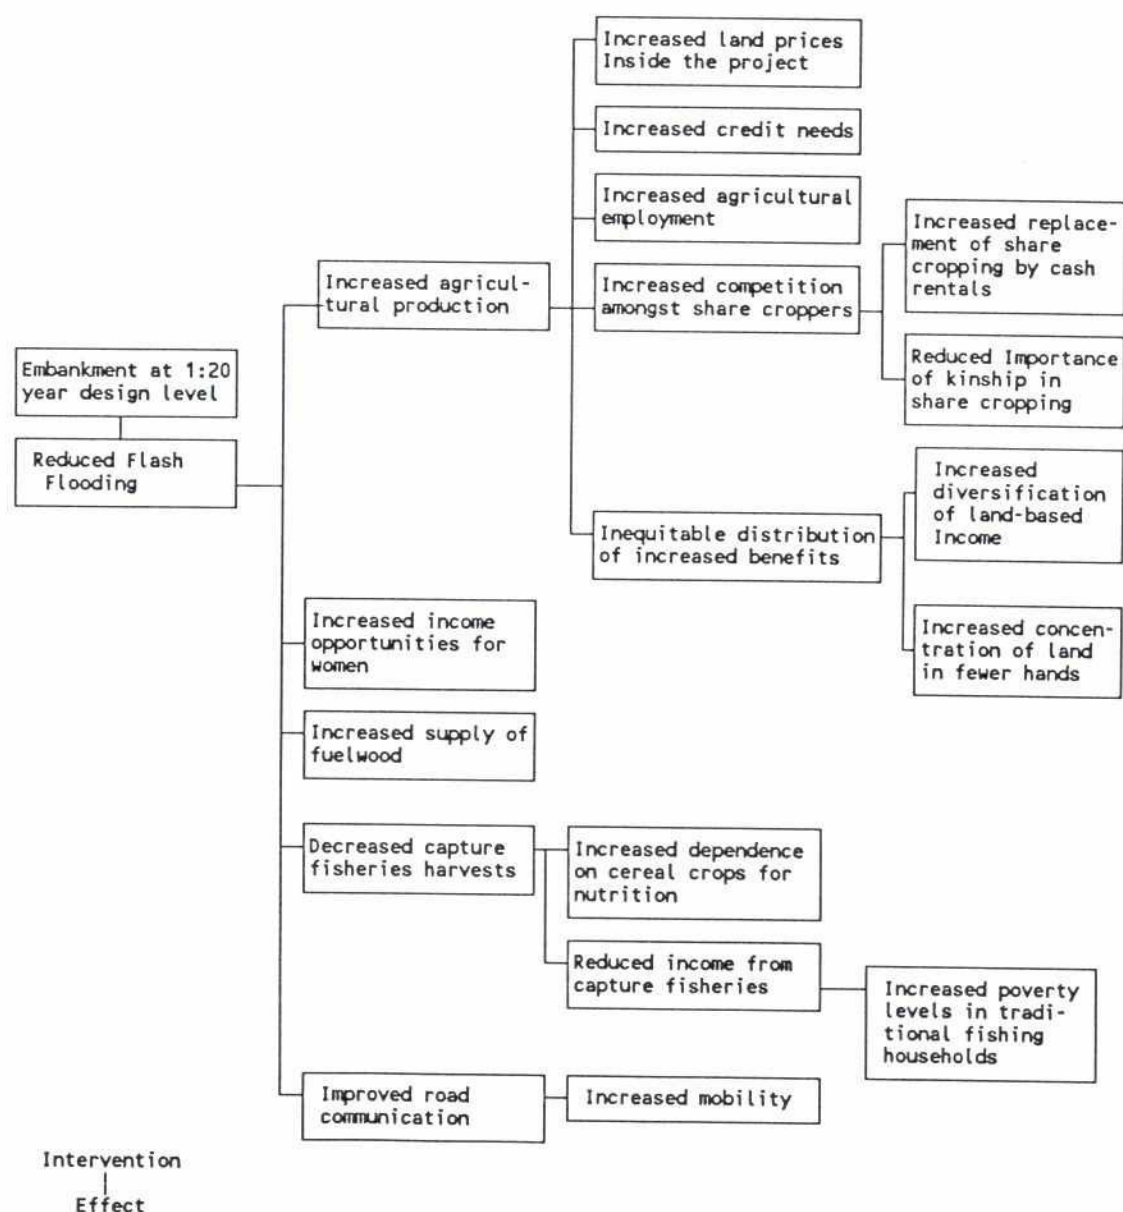 Increased land prices
Inside the project
Increased credit needs
Increased agricultural
employment
Increased replace-
ment of share
cropping by cash
rentals
Increased agricul-
tural production
Increased competition
amongst share croppers
Embankment at 1:20
year design level
Reduced Importance
of kinship in
share cropping
Reduced Flash
Flooding
Increased
diversification
of land-based
Income
Inequitable distribution
of increased benefits
Increased income
opportunities for
women
Increased concen-
tration of land
in fewer hands
Increased supply of
fuelwood
Decreased capture
fisheries harvests
Increased dependence
on cereal crops for
nutrition
Reduced income from
capture fisheries
Increased poverty
levels in tradi-
tional fishing
households
Improved road
communication
Increased mobility
Intervention
Effect